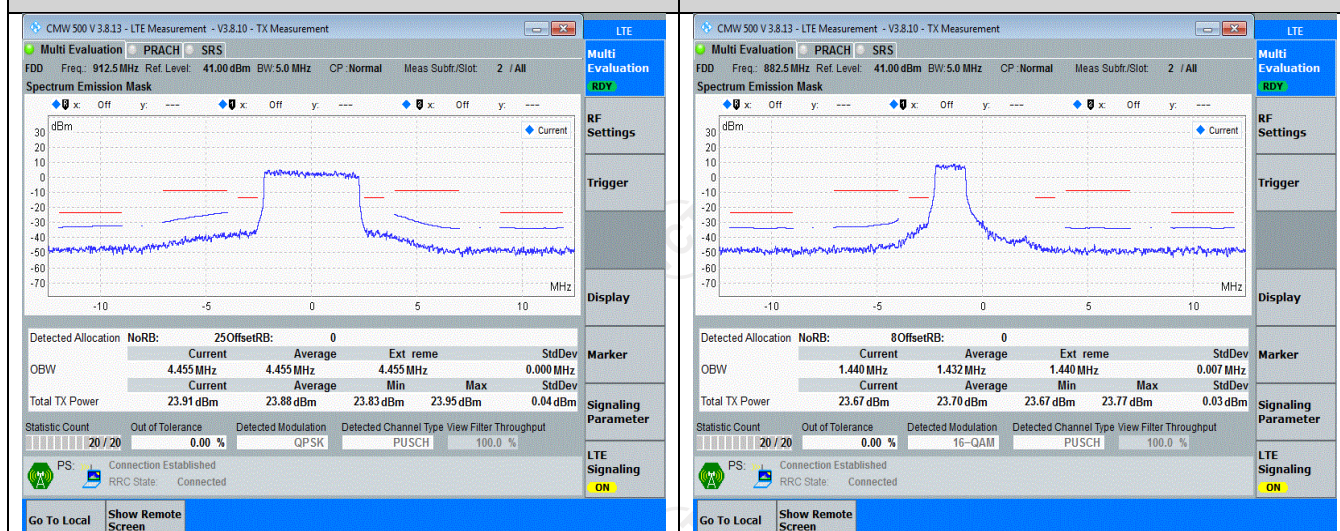 CMW 500 V 3.8.13 - LTE Measurement - V3.8.10 - TX Measurement
LTE
Multi Evaluation PRACH SRS
Multi
Evaluation
RDY
FDD Freq.: 912.5 MHz Ref. Level: 41.00 dBm BW: 5.0 MHz CP : Normal Meas Subfr./Slot: 2 / All
Spectrum Emission Mask
x: Off y: --- x: Off y: --- x: Off y: ---
dBm
Current
30
20
10
0
-10
-20
-30
-40
-50
-60
-70
MHz
-10 -5 0 5 10
RF
Settings
Trigger
Display
Detected Allocation NoRB: 25OffsetRB: 0
Current Average Ext reme StdDev
OBW 4.455 MHz 4.455 MHz 4.455 MHz 0.000 MHz
Current Average Min Max StdDev
Total TX Power 23.91 dBm 23.88 dBm 23.83 dBm 23.95 dBm 0.04 dBm
Marker
Signaling
Parameter
Statistic Count Out of Tolerance Detected Modulation Detected Channel Type View Filter Throughput
20 / 20 0.00 % QPSK PUSCH 100.0 %
PS: Connection Established
RRC State: Connected
LTE
Signaling
ON
Go To Local
Show Remote
Screen
CMW 500 V 3.8.13 - LTE Measurement - V3.8.10 - TX Measurement
LTE
Multi Evaluation PRACH SRS
Multi
Evaluation
RDY
FDD Freq.: 882.5 MHz Ref. Level: 41.00 dBm BW: 5.0 MHz CP : Normal Meas Subfr./Slot: 2 / All
Spectrum Emission Mask
x: Off y: --- x: Off y: --- x: Off y: ---
dBm
Current
30
20
10
0
-10
-20
-30
-40
-50
-60
-70
MHz
-10 -5 0 5 10
RF
Settings
Trigger
Display
Detected Allocation NoRB: 8OffsetRB: 0
Current Average Ext reme StdDev
OBW 1.440 MHz 1.432 MHz 1.440 MHz 0.007 MHz
Current Average Min Max StdDev
Total TX Power 23.67 dBm 23.70 dBm 23.67 dBm 23.77 dBm 0.03 dBm
Marker
Signaling
Parameter
Statistic Count Out of Tolerance Detected Modulation Detected Channel Type View Filter Throughput
20 / 20 0.00 % 16-QAM PUSCH 100.0 %
PS: Connection Established
RRC State: Connected
LTE
Signaling
ON
Go To Local
Show Remote
Screen